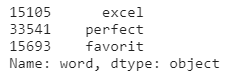 15105 excel
33541 perfect
15693 favorit
Name: word, dtype: object